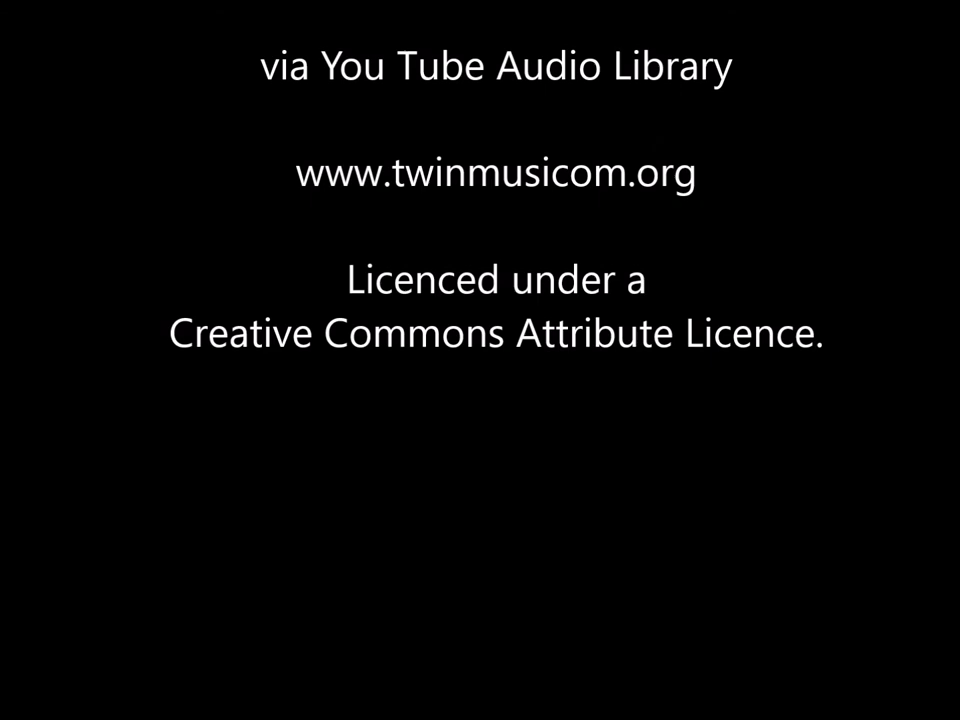 via You Tube Audio Library
www.twinmusicom.org
Licenced under a
Creative Commons Attribute Licence.